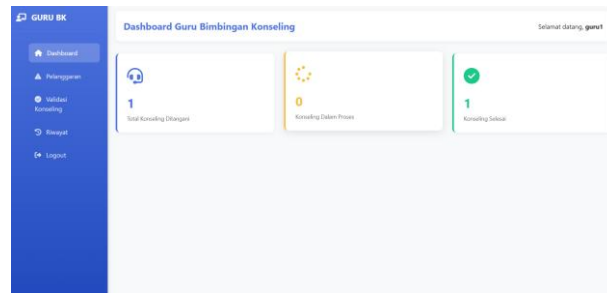 GURU BK
Dashboard
Pelanggaran
Validasi
Konseling
Riwayat
Logout
Dashboard Guru Bimbingan Konseling
Selamat datang, guru1
1
Total Konseling Ditangani
0
Konseling Dalam Proses
1
Konseling Selesai